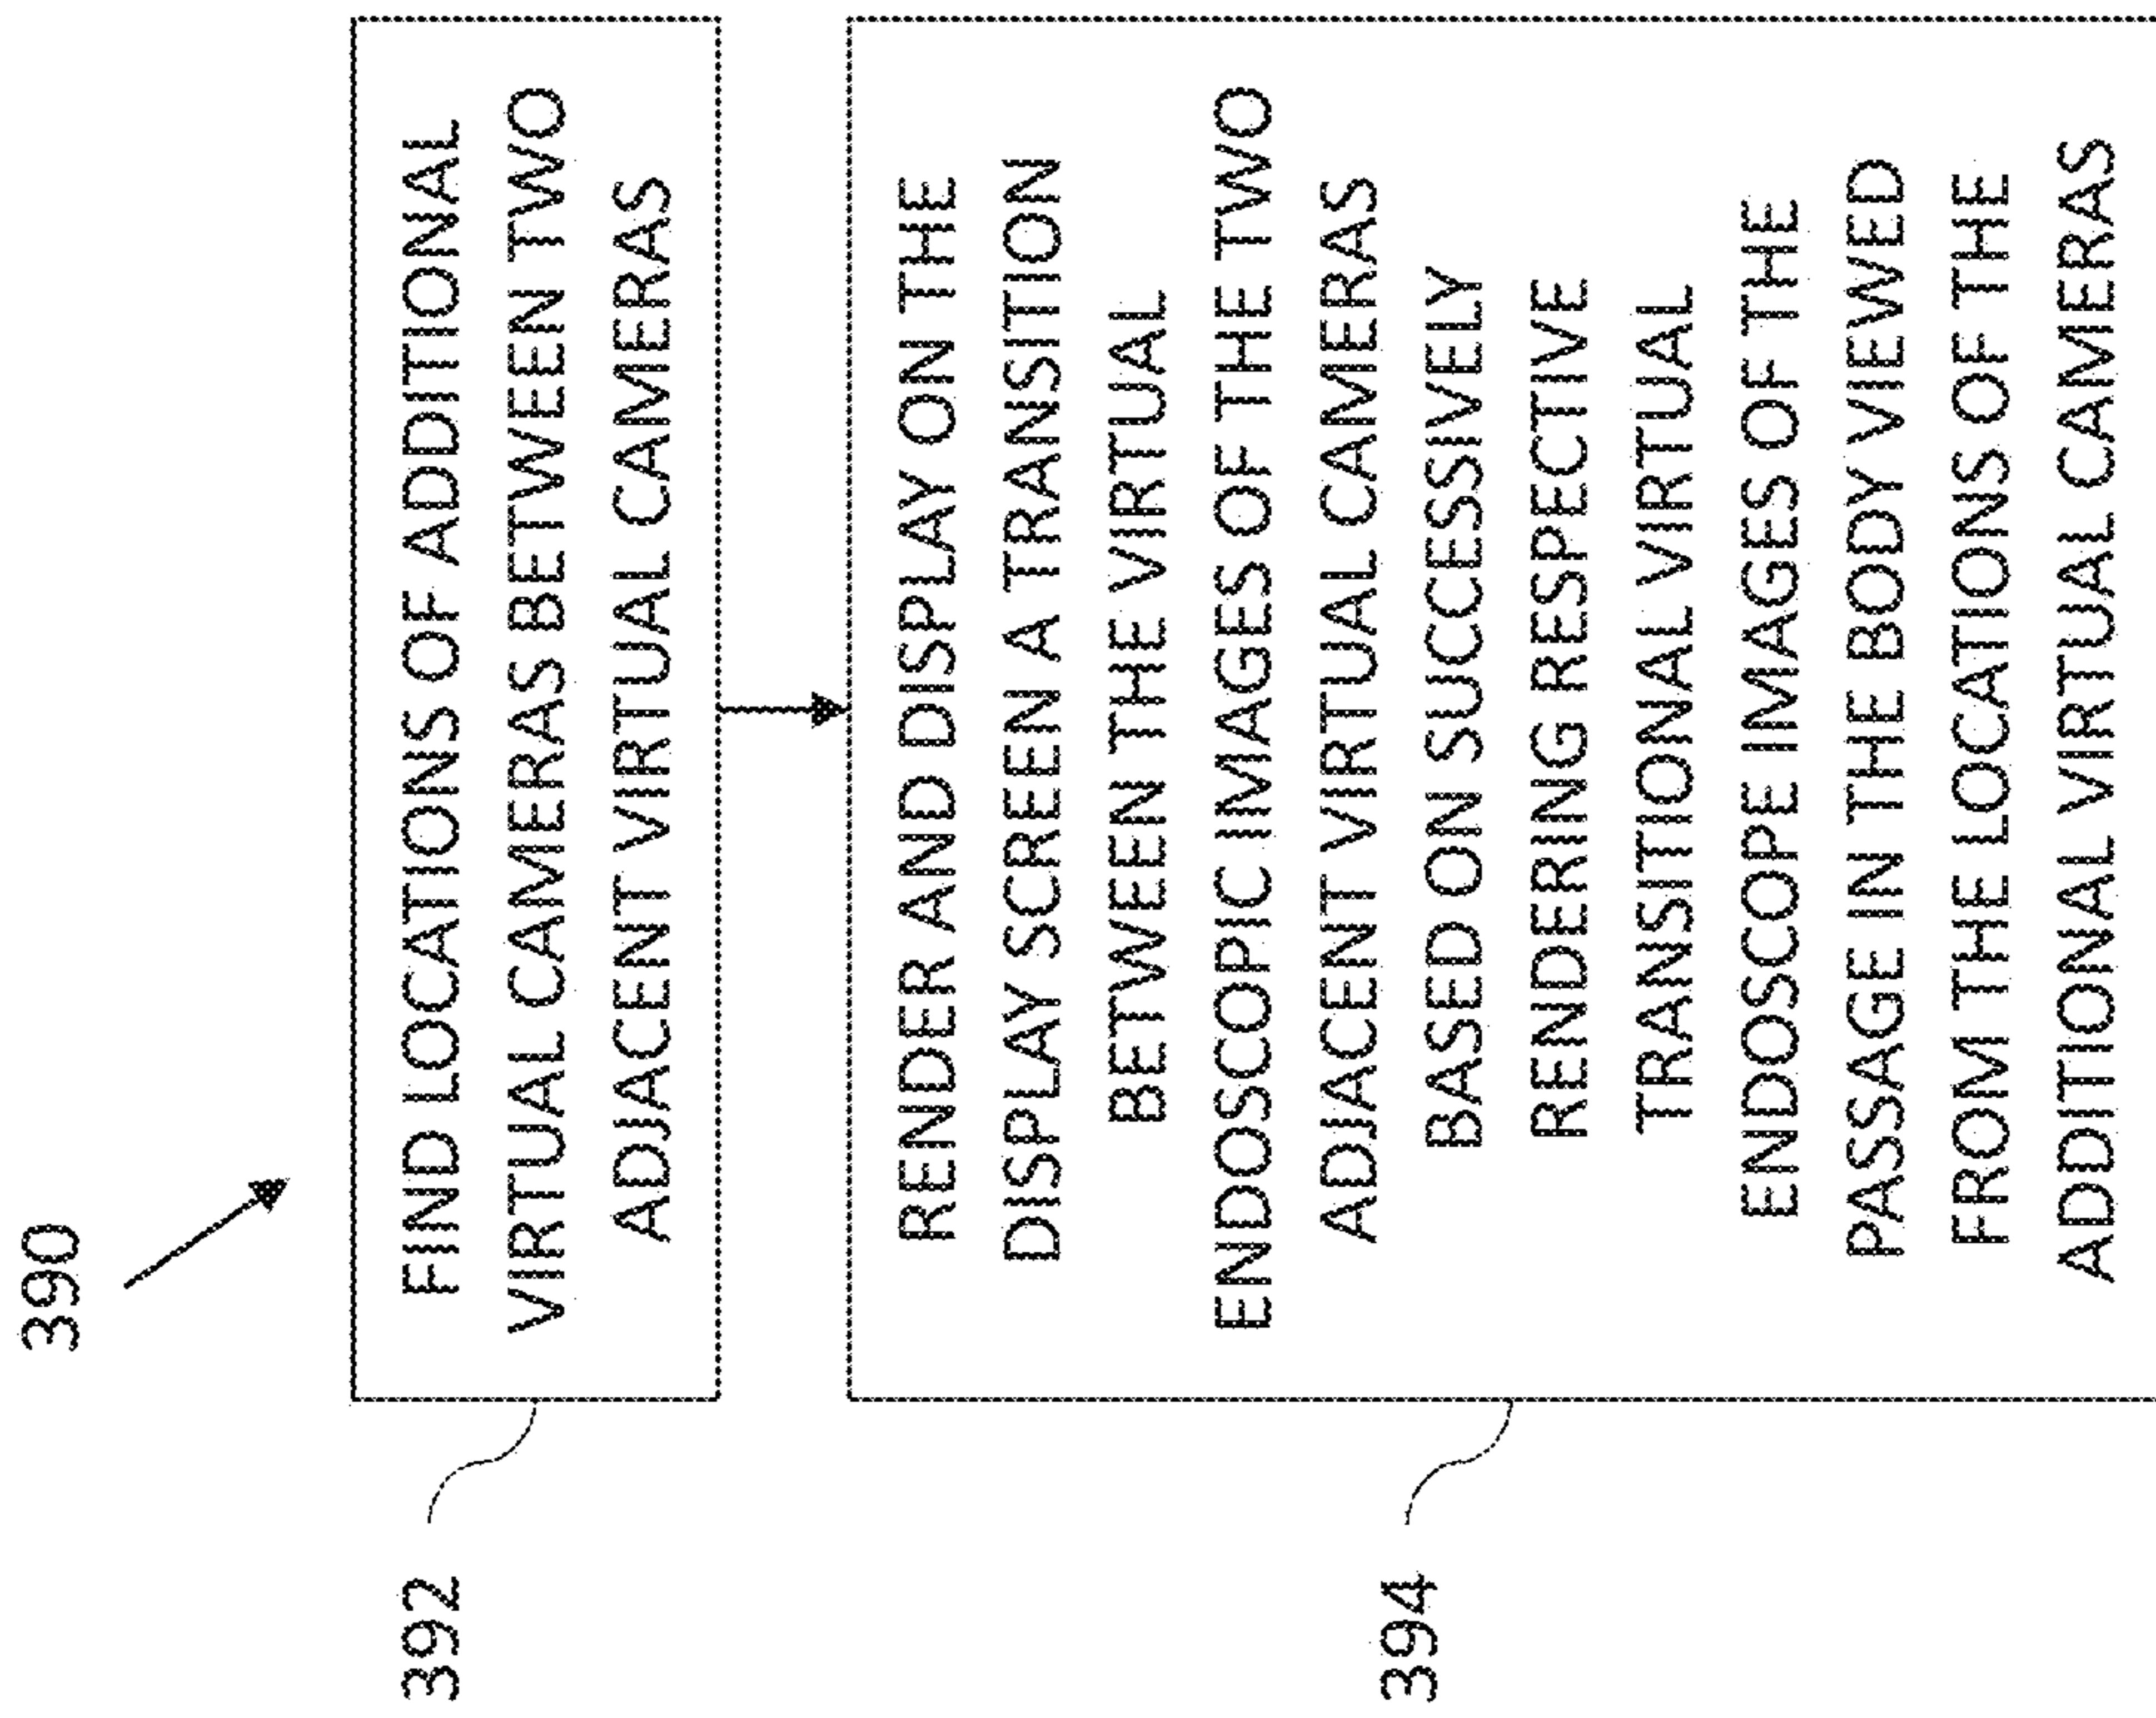 390
392
FIND LOCATIONS OF ADDITIONAL
VIRTUAL CAMERAS BETWEEN TWO
ADJACENT VIRTUAL CAMERAS
394
RENDER AND DISPLAY ON THE
DISPLAY SCREEN A TRANSITION
BETWEEN THE VIRTUAL
ENDOSCOPIC IMAGES OF THE TWO
ADJACENT VIRTUAL CAMERAS
BASED ON SUCCESSIVELY
RENDERING RESPECTIVE
TRANSITIONAL VIRTUAL
ENDOSCOPE IMAGES OF THE
PASSAGE IN THE BODY VIEWED
FROM THE LOCATIONS OF THE
ADDITIONAL VIRTUAL CAMERAS